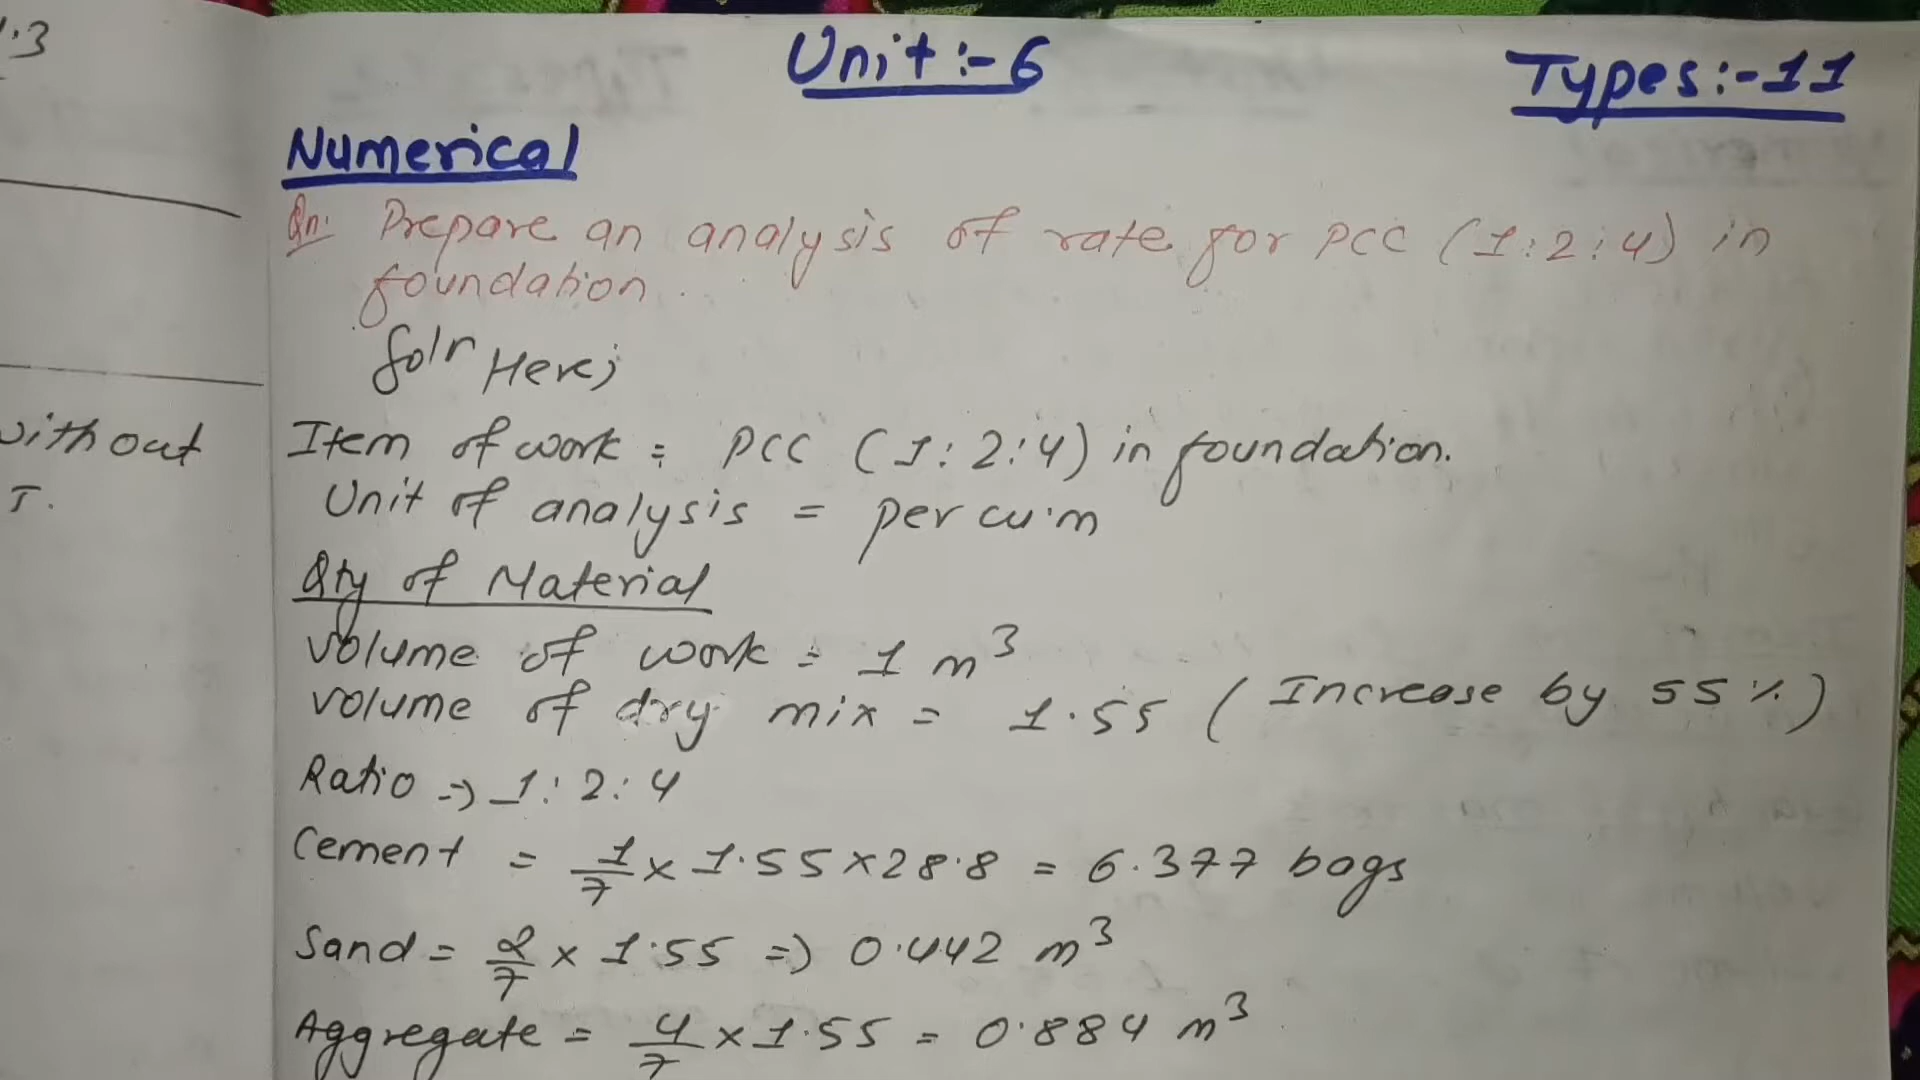 Unit :- 6
Types :- 11
Numerical
Qn. Prepare an analysis of rate for PCC (1:2:4) in
foundation.
Soln Here;
Item of work = PCC (1:2:4) in foundation.
Unit of analysis = per cu.m
Qty of Material
Volume of work = 1 m³
volume of dry mix = 1.55 (Increase by 55%)
Ratio => 1:2:4
Cement = 1/7 x 1.55 x 28.8 = 6.377 bags
Sand = 2/7 x 1.55 => 0.442 m³
Aggregate = 4/7 x 1.55 = 0.884 m³
.3
without
T.